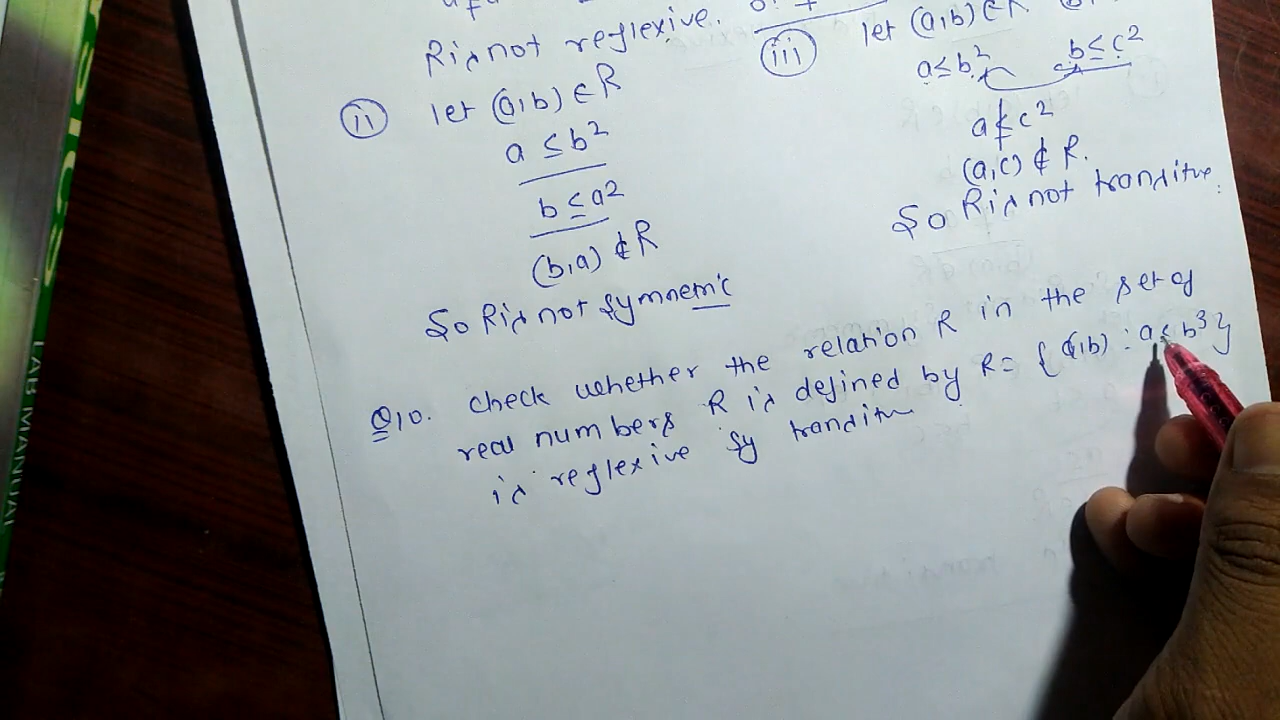 R is not reflexive.
(ii) let (a,b) ∈ R
a ≤ b²
b ≤ a²
(b,a) ∉ R
So R is not symmetric
(iii) let (a,b) ∈ R
a ≤ b² b ≤ c²
a ≰ c²
(a,c) ∉ R.
So R is not transitive.
Q10. Check whether the relation R in the set of
real numbers R is defined by R = { (a,b) : a ≤ b³ }
is reflexive sy transitive
LAB MANUAL